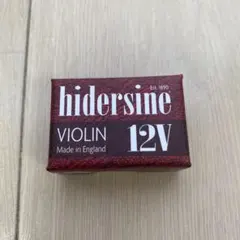 Est. 1890
hidersine
VIOLIN 12V
Made in England